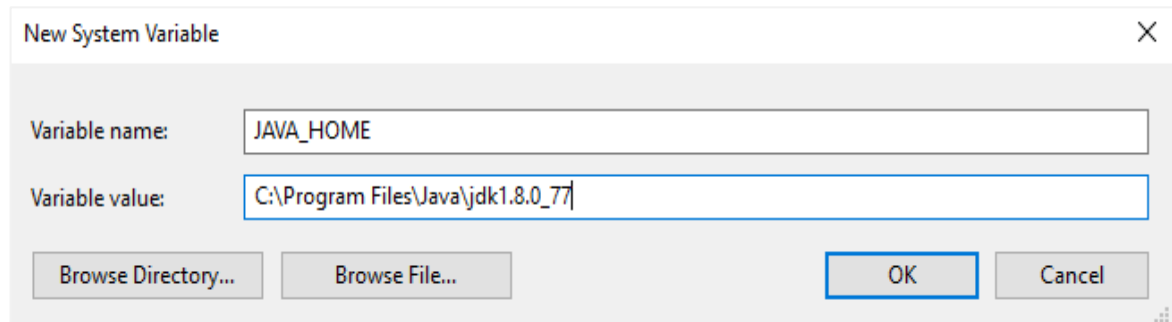 New System Variable
Variable name: JAVA_HOME
Variable value: C:\Program Files\Java\jdk1.8.0_77
Browse Directory... Browse File... OK Cancel